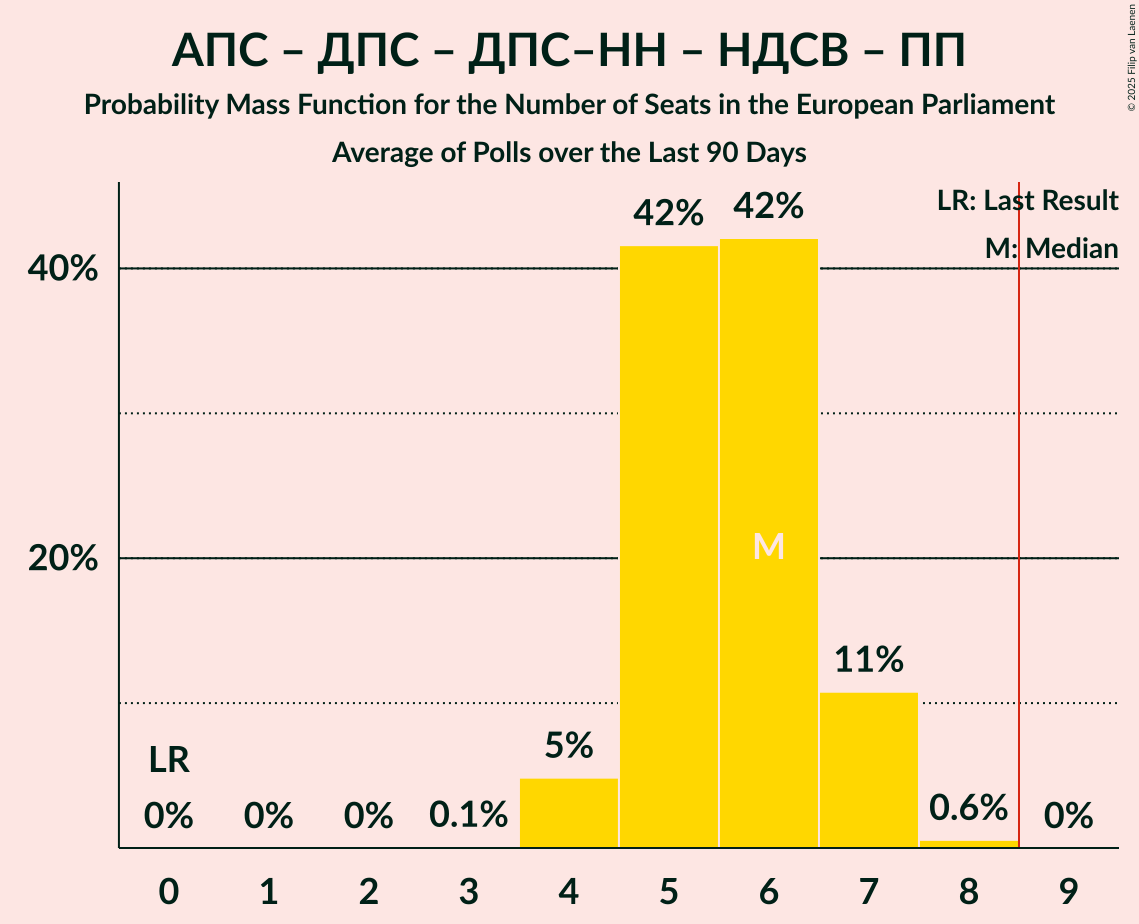 АПС – ДПС – ДПС–НН – НДСВ – ПП
Probability Mass Function for the Number of Seats in the European Parliament
Average of Polls over the Last 90 Days
© 2025 Filip van Laenen
LR: Last Result
M: Median
40%
20%
42%
42%
M
11%
5%
LR
0%
0%
0%
0.1%
0.6%
0%
0 1 2 3 4 5 6 7 8 9